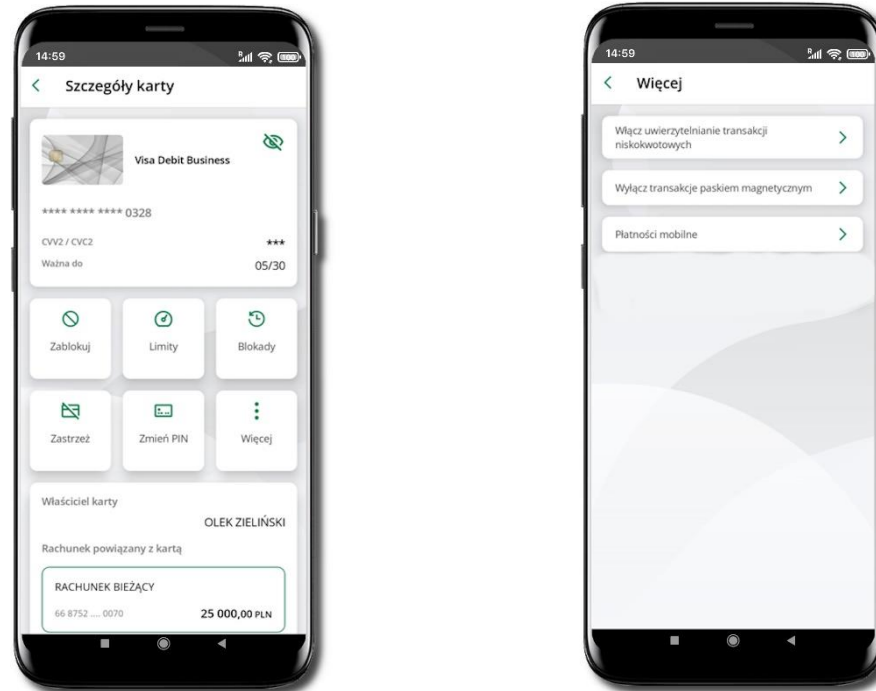 14:59
Szczegóły karty
Visa Debit Business
**** **** **** 0328
CVV2 / CVC2 ***
Ważna do 05/30
Zablokuj Limity Blokady
Zastrzeż Zmień PIN Więcej
Właściciel karty
OLEK ZIELIŃSKI
Rachunek powiązany z kartą
RACHUNEK BIEŻĄCY
66 8752 .... 0070 25 000,00 PLN
14:59
Więcej
Włącz uwierzytelnianie transakcji
niskokwotowych
Wyłącz transakcje paskiem magnetycznym
Płatności mobilne